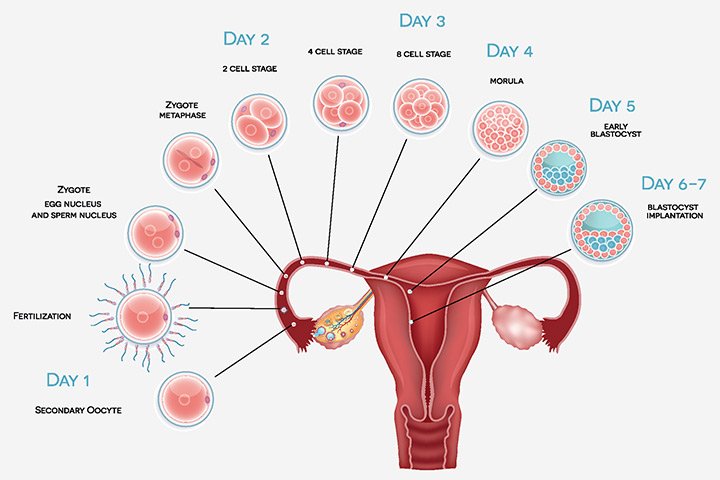 DAY 1
SECONDARY OOCYTE
FERTILIZATION
ZYGOTE
EGG NUCLEUS
AND SPERM NUCLEUS
ZYGOTE
METAPHASE
DAY 2
2 CELL STAGE
4 CELL STAGE
DAY 3
8 CELL STAGE
DAY 4
MORULA
DAY 5
EARLY
BLASTOCYST
DAY 6-7
BLASTOCYST
IMPLANTATION